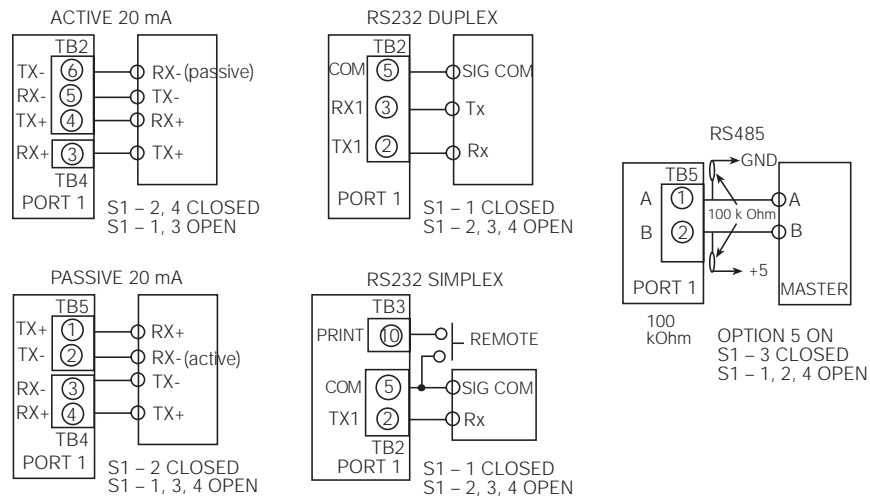 ACTIVE 20 mA
TB2
TX- 6 RX- (passive)
RX- 5 TX-
TX+ 4 RX+
RX+ 3 TX+
TB4
PORT 1
S1 – 2, 4 CLOSED
S1 – 1, 3 OPEN
RS232 DUPLEX
TB2
COM 5 SIG COM
RX1 3 Tx
TX1 2 Rx
PORT 1
S1 – 1 CLOSED
S1 – 2, 3, 4 OPEN
RS485
GND
TB5
A 1 A
100 k Ohm
B 2 B
+5
PORT 1
MASTER
100
kOhm
OPTION 5 ON
S1 – 3 CLOSED
S1 – 1, 2, 4 OPEN
PASSIVE 20 mA
TB5
TX+ 1 RX+
TX- 2 RX- (active)
RX- 3 TX-
RX+ 4 TX+
TB4
PORT 1
S1 – 2 CLOSED
S1 – 1, 3, 4 OPEN
RS232 SIMPLEX
TB3
PRINT 10 REMOTE
COM 5 SIG COM
TX1 2 Rx
TB2
PORT 1
S1 – 1 CLOSED
S1 – 2, 3, 4 OPEN